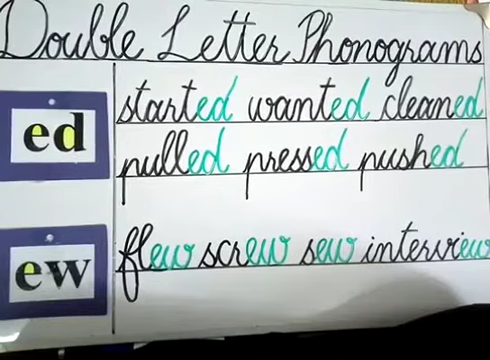 Double Letter Phonograms
ed
started wanted cleaned
pulled pressed pushed
ew
flew screw sew interview